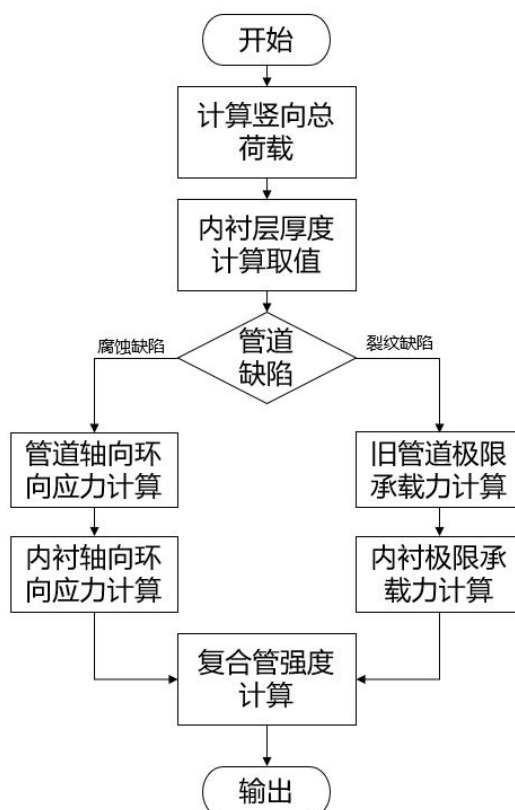 开始
计算竖向总
荷载
内衬层厚度
计算取值
管道
缺陷
腐蚀缺陷
裂纹缺陷
管道轴向环
向应力计算
旧管道极限
承载力计算
内衬轴向环
向应力计算
内衬极限承
载力计算
复合管强度
计算
输出